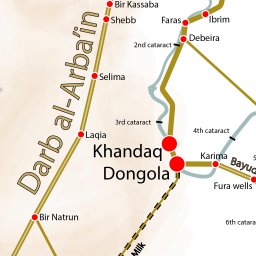 Bir Kassaba
Shebb
Faras
Ibrim
Debeira
2nd cataract
Selima
Darb al-Arba'in
3rd cataract
4th cataract
Laqia
Khandaq
Dongola
Karima
Bayud
Fura wells
Bir Natrun
6th cata
Milk